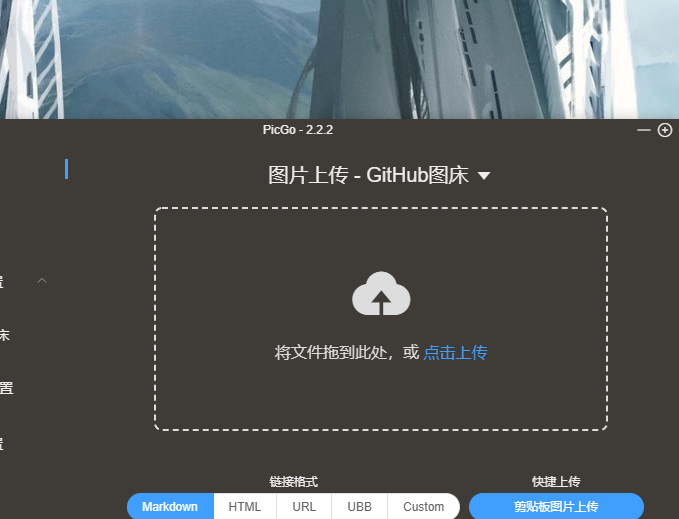 PicGo - 2.2.2
图片上传 - GitHub图床
置
床
置
置
将文件拖到此处，或 点击上传
链接格式
快捷上传
Markdown HTML URL UBB Custom
剪贴板图片上传